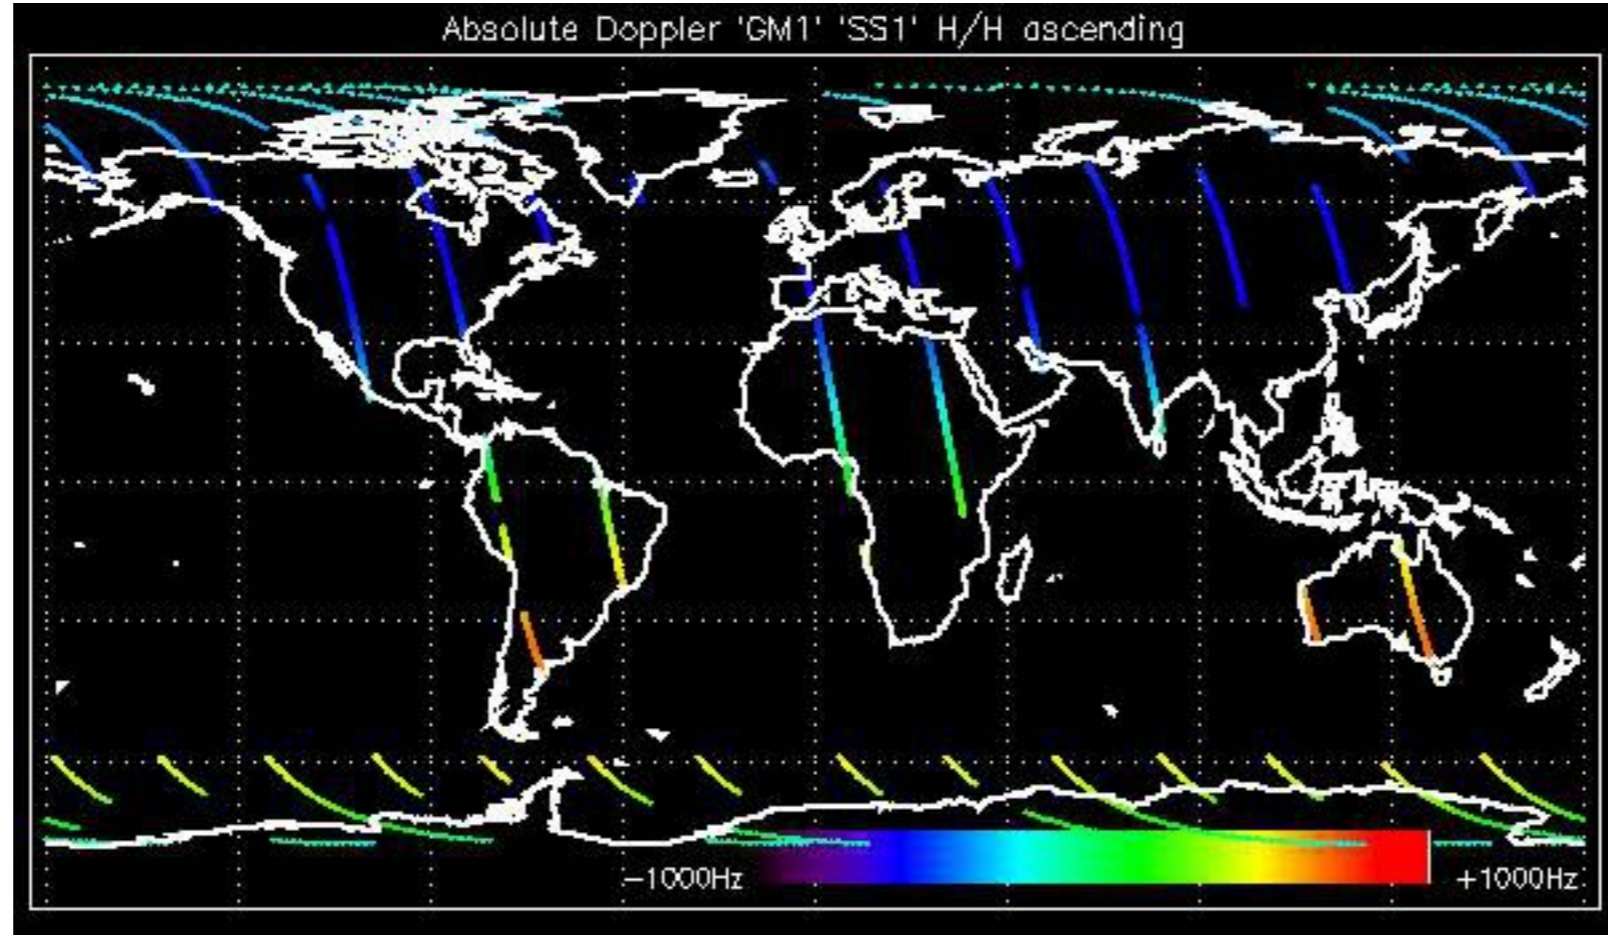 Absolute Doppler 'GM1' 'SS1' H/H ascending
−1000Hz +1000Hz